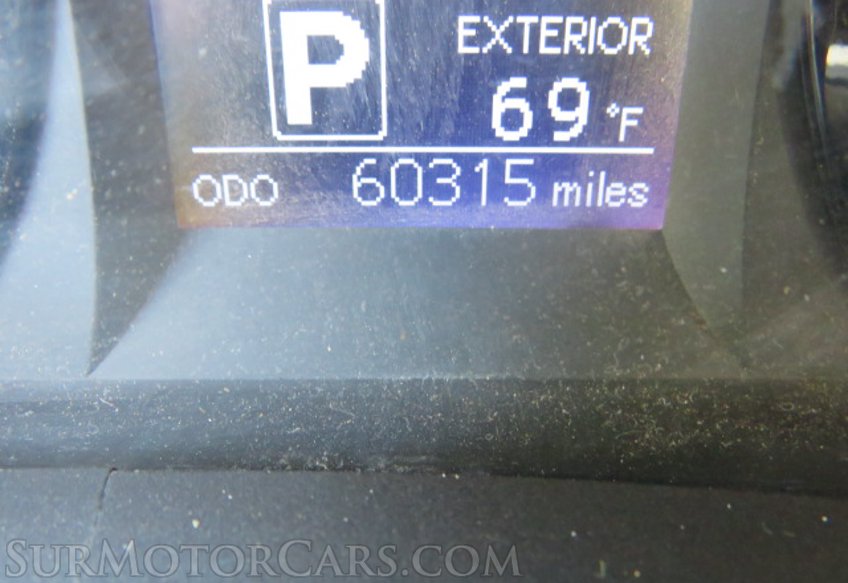 P
EXTERIOR
69 °F
ODO 60315 miles
SurMotorCars.com